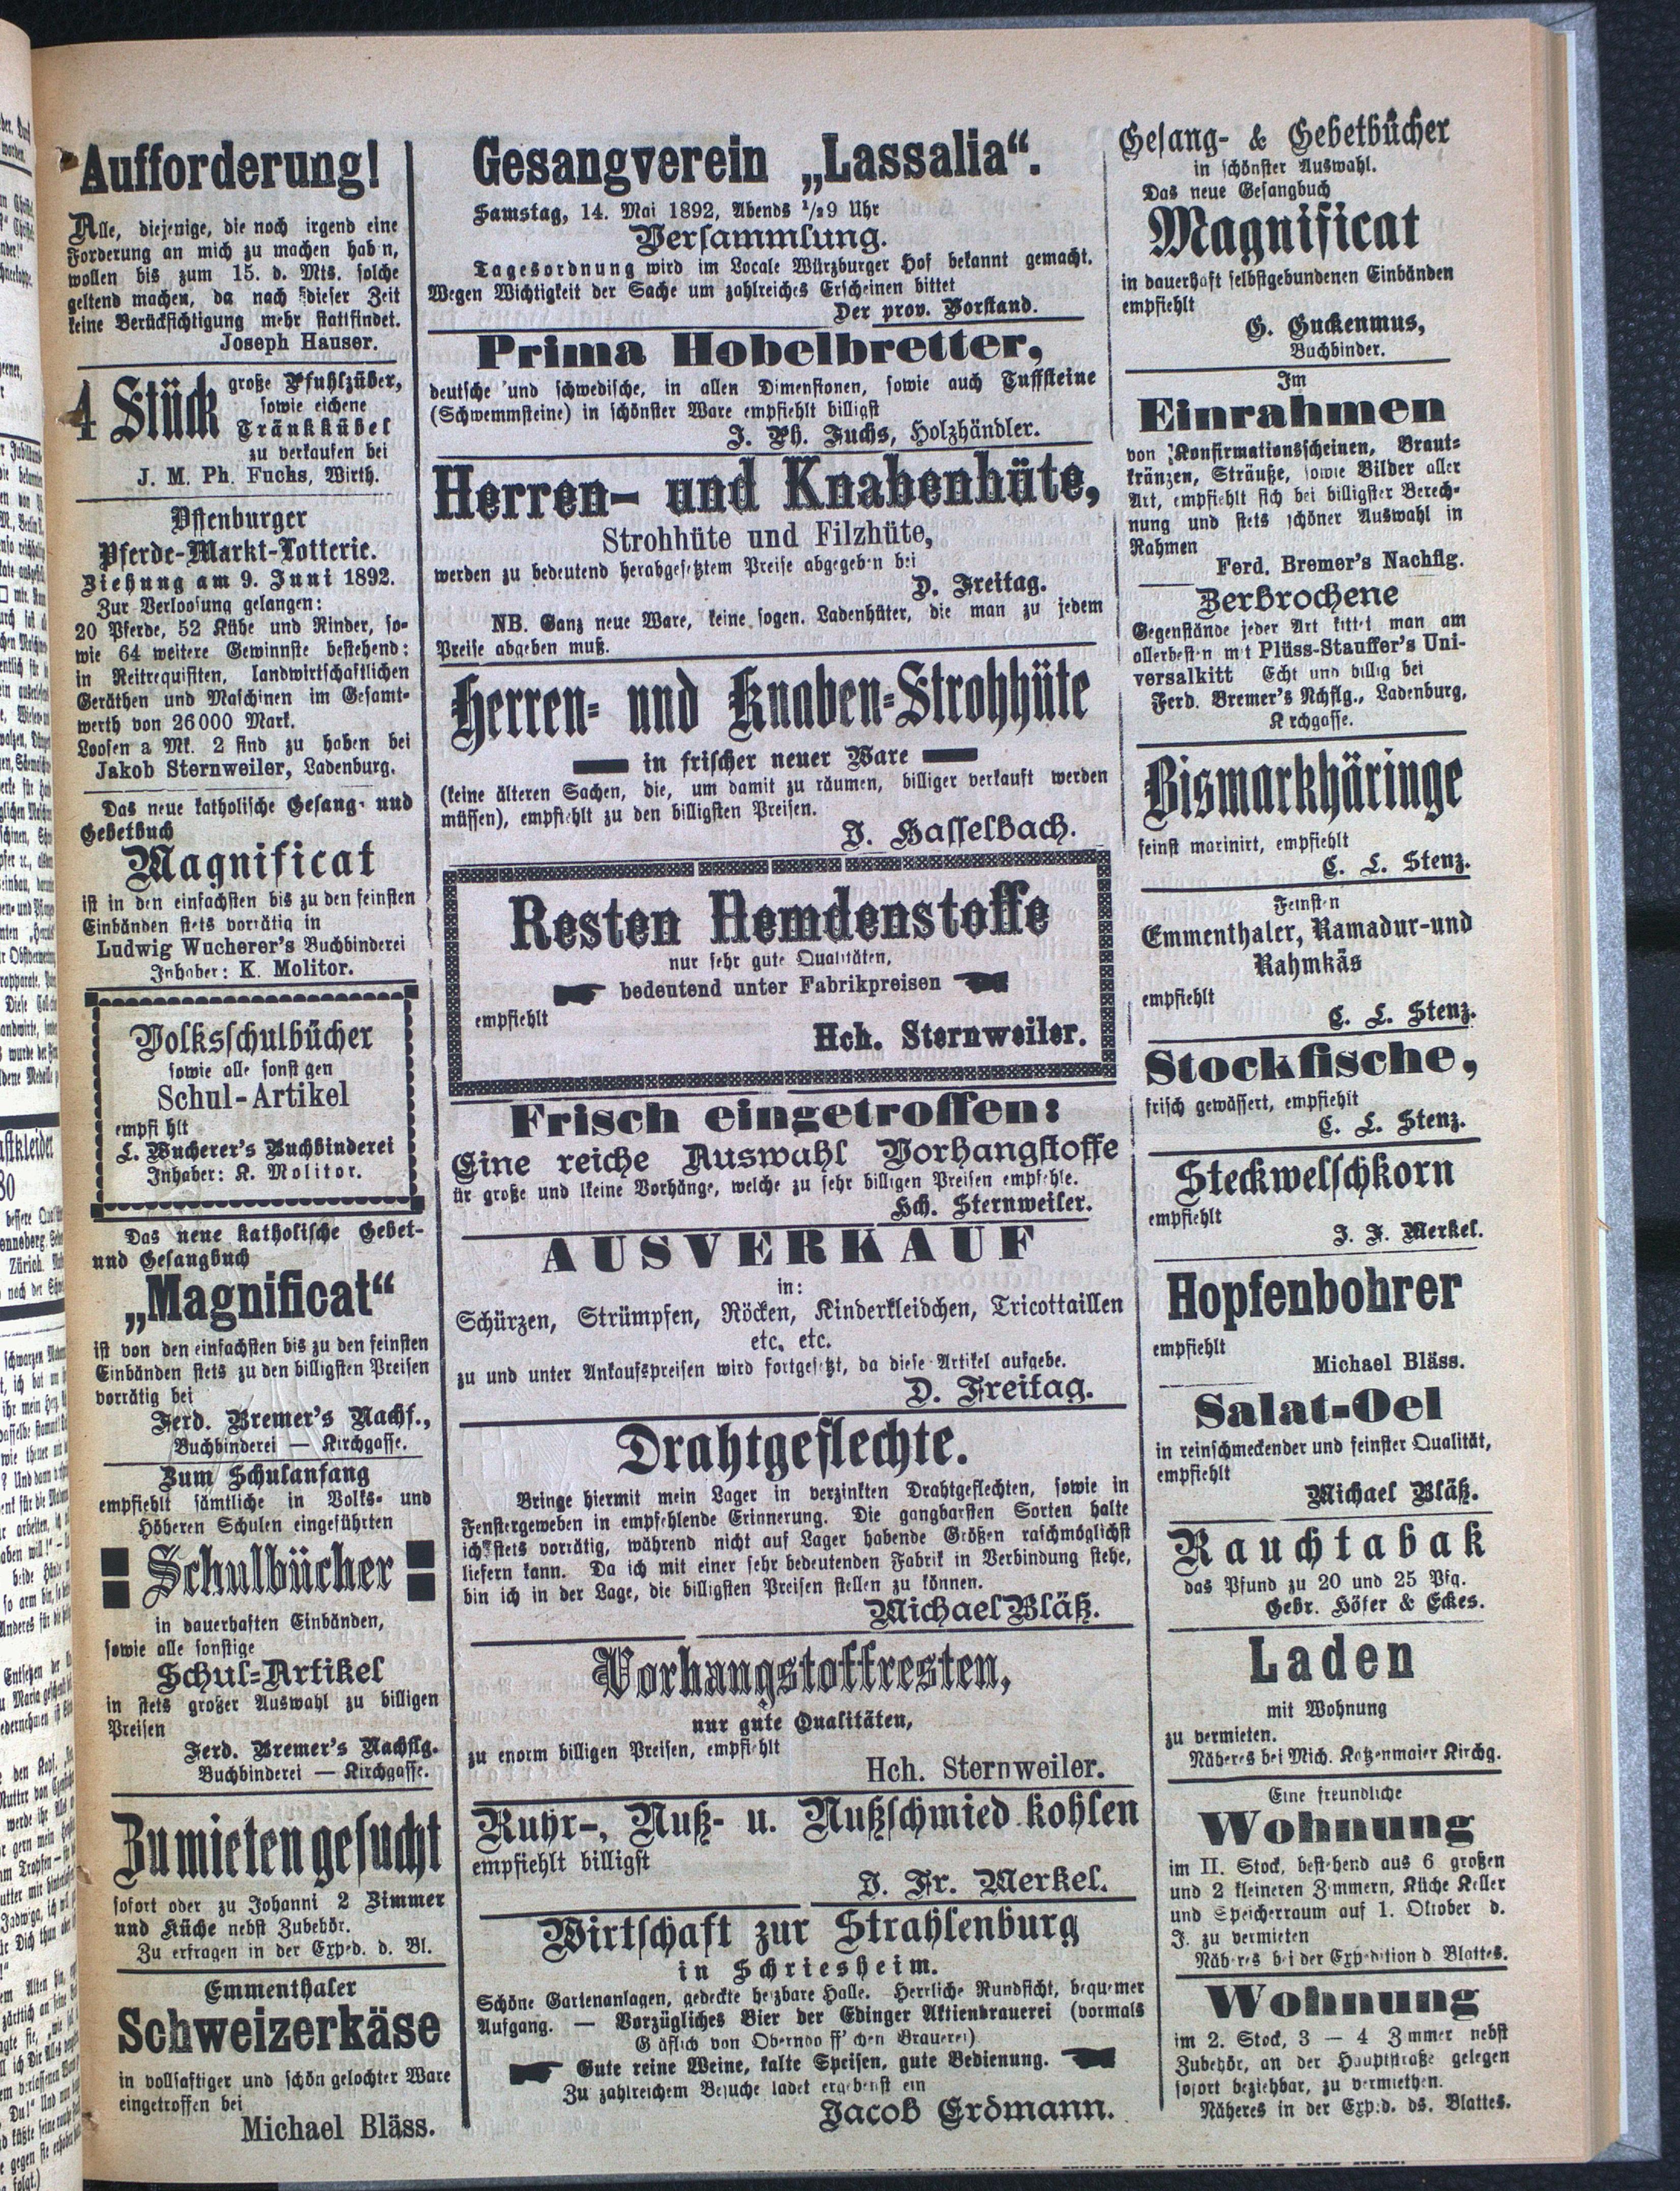 Aufforderung!
Alle, diejenige, die noch irgend eine
Forderung an mich zu machen hab n,
wollen bis zum 15. d. Mts. solche
geltend machen, da nach dieser Zeit
keine Berücksichtigung mehr stattfindet.
Joseph Hauser.
4 Stück große Pfuhlzüber,
sowie eichene
Tränkkübel
zu verkaufen bei
J. M. Ph. Fuchs, Wirth.
Offenburger
Pferde-Markt-Lotterie.
Ziehung am 9. Juni 1892.
Zur Verloosung gelangen:
20 Pferde, 52 Kühe und Rinder, so-
wie 64 weitere Gewinnste bestehend:
in Reitrequisiten, landwirtschaftlichen
Geräthen und Maschinen im Gesamt-
werth von 26000 Mark.
Loosen a Mk. 2 sind zu haben bei
Jakob Sternweiler, Ladenburg.
Das neue katholische Gesang- und
Gebetbuch
Magnificat
ist in den einfachsten bis zu den feinsten
Einbänden stets vorrätig in
Ludwig Wucherer's Buchbinderei
Inhaber: K. Molitor.
Volksschulbücher
sowie alle sonst gen
Schul-Artikel
empfi hlt
L. Wucherer's Buchbinderei
Inhaber: K. Molitor.
Das neue katholische Gebet-
und Gesangbuch
„Magnificat“
ist von den einfachsten bis zu den feinsten
Einbänden stets zu den billigsten Preisen
vorrätig bei
Ferd. Bremer's Nachf.,
Buchbinderei — Kirchgasse.
Zum Schulanfang
empfiehlt sämtliche in Volks- und
Höheren Schulen eingeführten
Schulbücher
in dauerhaften Einbänden,
sowie alle sonstige
Schul-Artikel
in stets großer Auswahl zu billigen
Preisen
Ferd. Bremer's Nachflg.
Buchbinderei — Kirchgasse.
Zu mieten gesucht
sofort oder zu Johanni 2 Zimmer
und Küche nebst Zubehör.
Zu erfragen in der Exped. d. Bl.
Emmenthaler
Schweizerkäse
in vollsaftiger und schön gelochter Ware
eingetroffen bei
Michael Bläss.
Gesangverein „Lassalia“.
Samstag, 14. Mai 1892, Abends 1/2 9 Uhr
Versammlung.
Tagesordnung wird im Locale Würzburger Hof bekannt gemacht.
Wegen Wichtigkeit der Sache um zahlreiches Erscheinen bittet
Der prov. Vorstand.
Prima Hobelbretter,
deutsche und schwedische, in allen Dimensionen, sowie auch Tuffsteine
(Schwemmsteine) in schönster Ware empfiehlt billigst
J. Ph. Fuchs, Holzhändler.
Herren- und Knabenhüte,
Strohhüte und Filzhüte,
werden zu bedeutend herabgesetztem Preise abgegeben bei
D. Freitag.
NB. Ganz neue Ware, keine sogen. Ladenhüter, die man zu jedem
Preise abgeben muß.
Herren- und Knaben-Strohhüte
in frischer neuer Ware
(keine älteren Sachen, die, um damit zu räumen, billiger verkauft werden
müssen), empfiehlt zu den billigsten Preisen.
J. Hasselbach.
Resten Hemdenstoffe
nur sehr gute Qualitäten,
bedeutend unter Fabrikpreisen
empfiehlt
Hch. Sternweiler.
Frisch eingetroffen:
Eine reiche Auswahl Vorhangstoffe
ür große und kleine Vorhänge, welche zu sehr billigen Preisen empfehle.
Hch. Sternweiler.
AUSVERKAUF
in:
Schürzen, Strümpfen, Röcken, Kinderkleidchen, Tricottaillen
etc. etc.
zu und unter Ankaufspreisen wird fortgesetzt, da diese Artikel aufgebe.
D. Freitag.
Drahtgeflechte.
Bringe hiermit mein Lager in verzinkten Drahtgeflechten, sowie in
Fenstergeweben in empfehlende Erinnerung. Die gangbarsten Sorten halte
ich stets vorrätig, während nicht auf Lager habende Größen raschmöglichst
liefern kann. Da ich mit einer sehr bedeutenden Fabrik in Verbindung stehe,
bin ich in der Lage, die billigsten Preisen stellen zu können.
Michael Bläß.
Vorhangstoffresten,
nur gute Qualitäten,
zu enorm billigen Preisen, empfiehlt
Hch. Sternweiler.
Ruhr-, Nuß- u. Nußschmied kohlen
empfiehlt billigst
J. Fr. Merkel.
Wirtschaft zur Strahlenburg
in Schriesheim.
Schöne Gartenanlagen, gedeckte heizbare Halle. Herrliche Rundsicht, bequemer
Aufgang. — Vorzügliches Bier der Edinger Aktienbrauerei (vormals
G äflich von Oberndo ff' chen Brauerei)
Gute reine Weine, kalte Speisen, gute Bedienung.
Zu zahlreichem Besuche ladet ergebenst ein
Jacob Erdmann.
Gesang- & Gebetbücher
in schönster Auswahl.
Das neue Gesangbuch
Magnificat
in dauerhaft selbstgebundenen Einbänden
empfiehlt
G. Guckenmus,
Buchbinder.
Im
Einrahmen
von Konfirmationsscheinen, Braut-
kränzen, Sträuße, sowie Bilder aller
Art, empfiehlt sich bei billigster Berech-
nung und stets schöner Auswahl in
Rahmen
Ferd. Bremer's Nachflg.
Zerbrochene
Gegenstände jeder Art kittet man am
allerbesten m t Plüss-Stauffer's Uni-
versalkitt Echt und billig bei
Ferd. Bremer's Nchflg., Ladenburg,
K rchgasse.
Bismarkhäringe
feinst marinirt, empfiehlt
C. L. Stenz.
Feinsten
Emmenthaler, Ramadur- und
Rahmkäs
empfiehlt
C. L. Stenz.
Stockfische,
frisch gewässert, empfiehlt
C. L. Stenz.
Steckwelschkorn
empfiehlt
J. F. Merkel.
Hopfenbohrer
empfiehlt
Michael Bläss.
Salat-Oel
in reinschmeckender und feinster Qualität,
empfiehlt
Michael Bläß.
Rauchtabak
das Pfund zu 20 und 25 Pfg.
Gebr. Höfer & Eckes.
Laden
mit Wohnung
zu vermieten.
Näheres bei Mich. Katzenmaier Kirchg.
Eine freundliche
Wohnung
im II. Stock, bestehend aus 6 großen
und 2 kleineren Zimmern, Küche Keller
und Speicherraum auf 1. Oktober d.
J. zu vermieten
Näheres bei der Expedition d Blattes.
Wohnung
im 2. Stock, 3 — 4 Zimmer nebst
Zubehör, an der Hauptstraße gelegen
sofort beziehbar, zu vermiethen.
Näheres in der Exp:d. ds. Blattes.